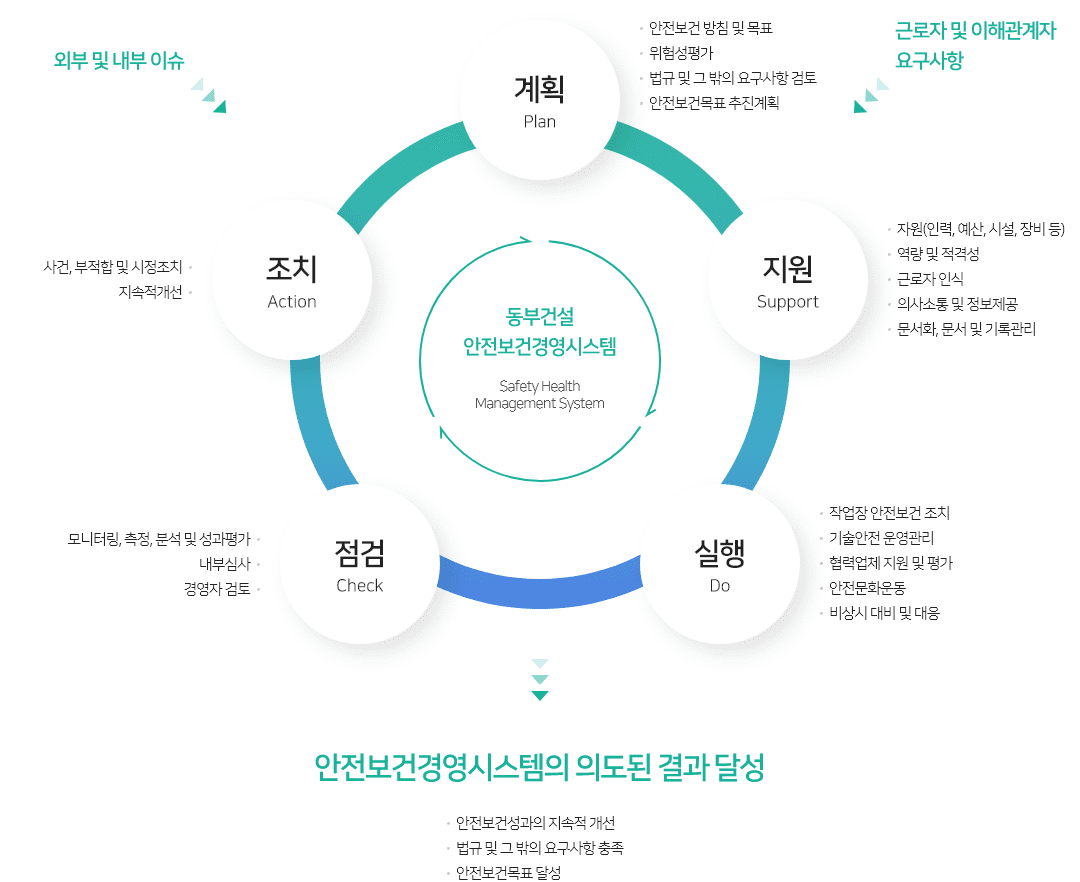 외부 및 내부 이슈
근로자 및 이해관계자
요구사항
계획
Plan
· 안전보건 방침 및 목표
· 위험성평가
· 법규 및 그 밖의 요구사항 검토
· 안전보건목표 추진계획
지원
Support
· 자원(인력, 예산, 시설, 장비 등)
· 역량 및 적격성
· 근로자 인식
· 의사소통 및 정보제공
· 문서화, 문서 및 기록관리
조치
Action
사건, 부적합 및 시정조치 ·
지속적개선 ·
동부건설
안전보건경영시스템
Safety Health
Management System
점검
Check
모니터링, 측정, 분석 및 성과평가 ·
내부심사 ·
경영자 검토 ·
실행
Do
· 작업장 안전보건 조치
· 기술안전 운영관리
· 협력업체 지원 및 평가
· 안전문화운동
· 비상시 대비 및 대응
안전보건경영시스템의 의도된 결과 달성
· 안전보건성과의 지속적 개선
· 법규 및 그 밖의 요구사항 충족
· 안전보건목표 달성